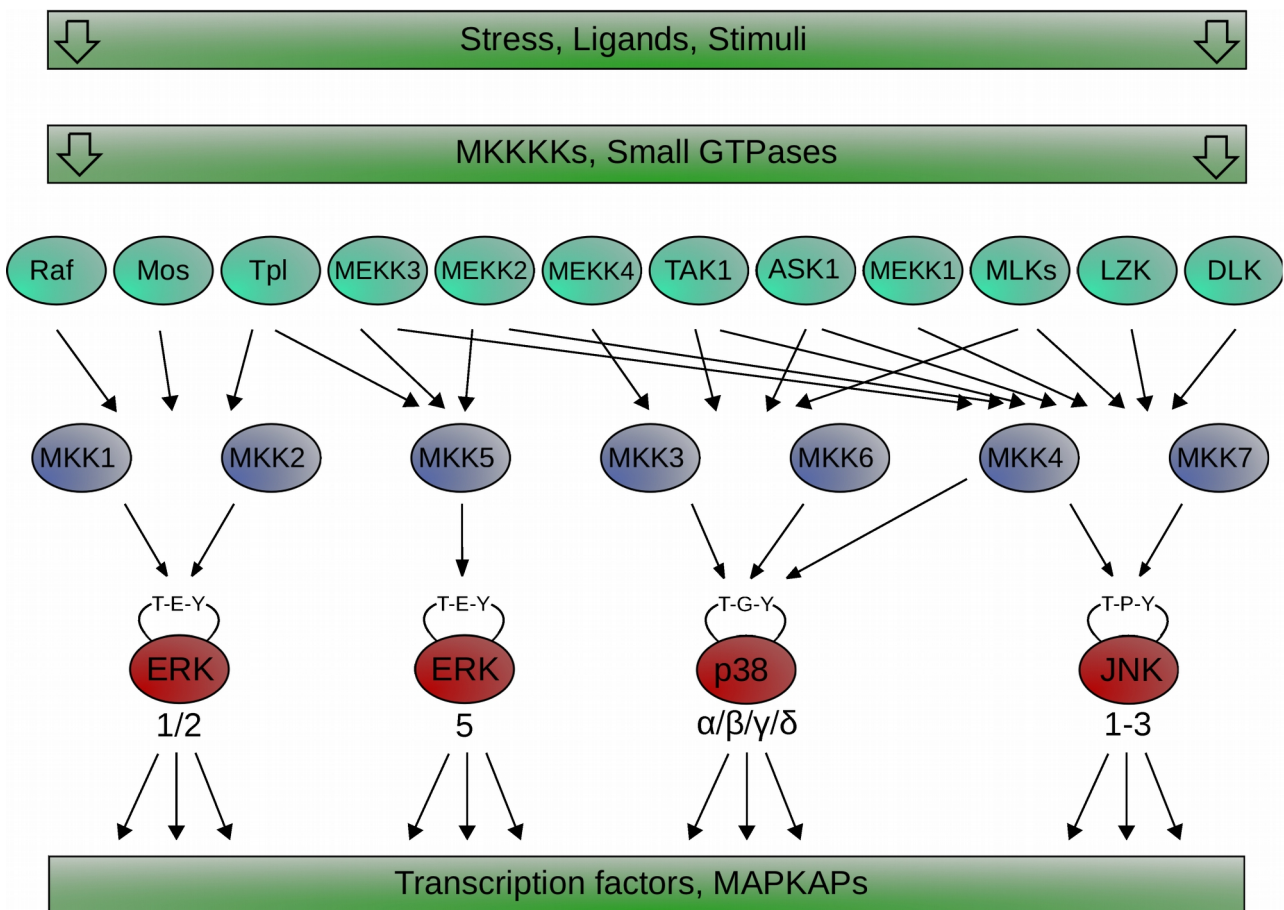 Stress, Ligands, Stimuli
MKKKKs, Small GTPases
Raf Mos Tpl MEKK3 MEKK2 MEKK4 TAK1 ASK1 MEKK1 MLKs LZK DLK
MKK1 MKK2 MKK5 MKK3 MKK6 MKK4 MKK7
T-E-Y T-E-Y T-G-Y T-P-Y
ERK ERK p38 JNK
1/2 5 α/β/γ/δ 1-3
Transcription factors, MAPKAPs